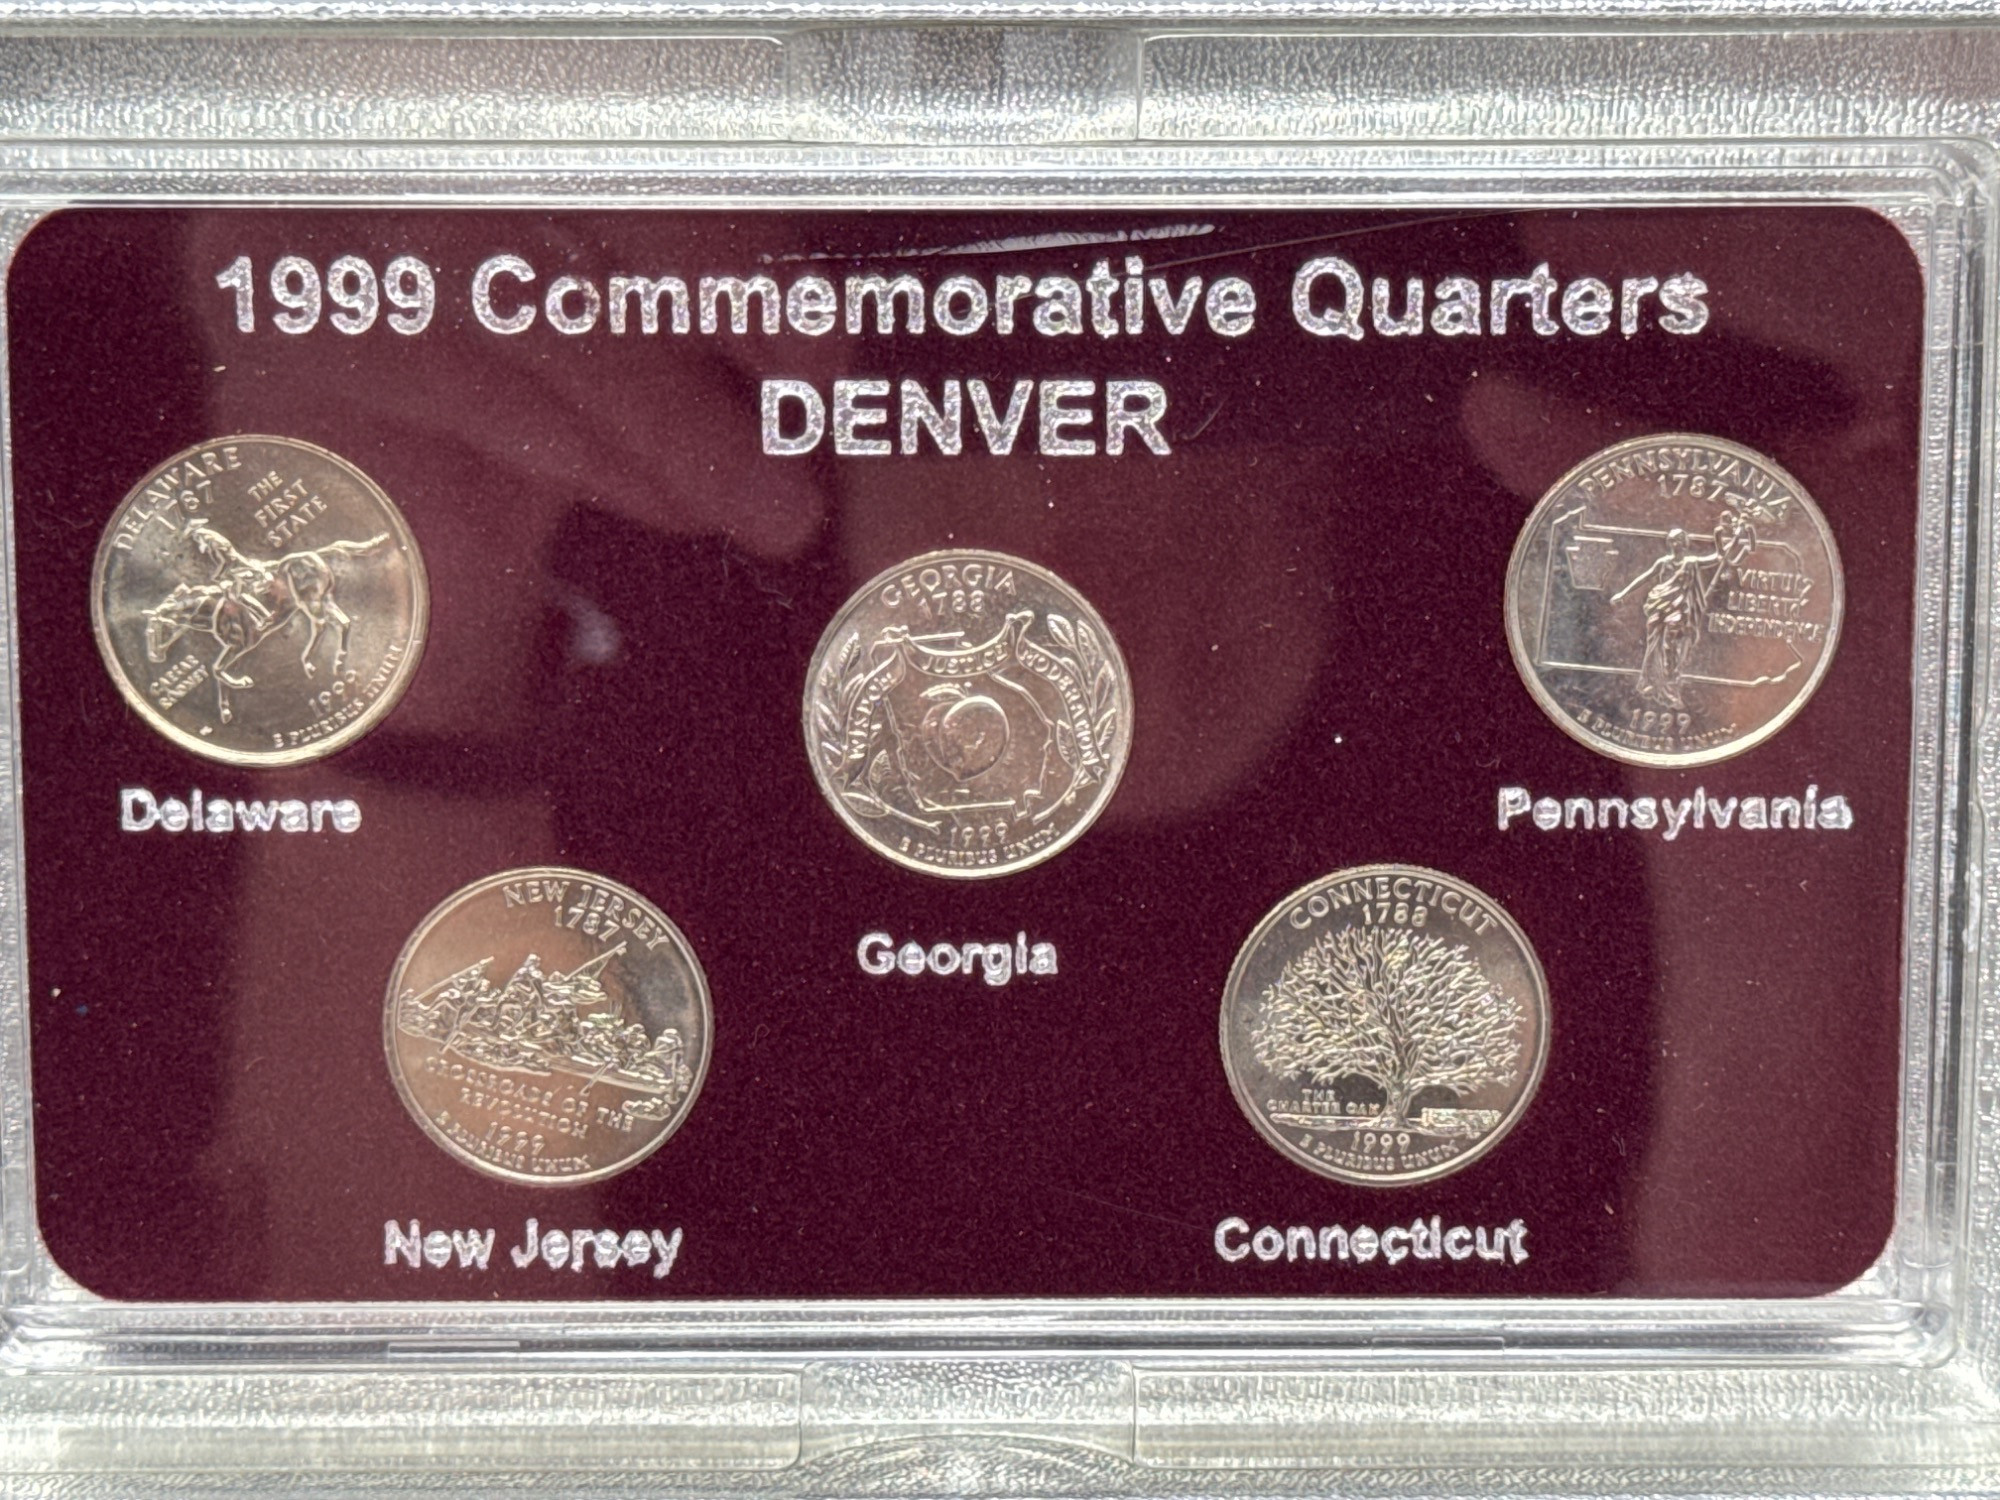 1999 Commemorative Quarters
DENVER
DELAWARE
1787
THE
FIRST
STATE
CAESAR
RODNEY
1999
E PLURIBUS UNUM
Delaware
GEORGIA
1788
WISDOM JUSTICE MODERATION
1999
E PLURIBUS UNUM
Georgia
PENNSYLVANIA
1787
VIRTUE
LIBERTY
INDEPENDENCE
1999
E PLURIBUS UNUM
Pennsylvania
NEW JERSEY
1787
CROSSROADS OF THE
REVOLUTION
1999
E PLURIBUS UNUM
New Jersey
CONNECTICUT
1788
THE
CHARTER OAK
1999
E PLURIBUS UNUM
Connecticut